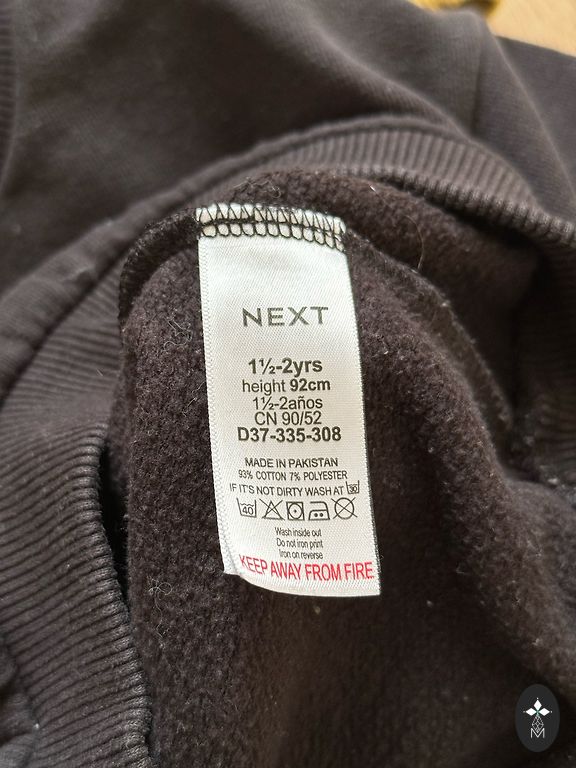 NEXT
1½-2yrs
height 92cm
1½-2años
CN 90/52
D37-335-308
MADE IN PAKISTAN
93% COTTON 7% POLYESTER
IF IT'S NOT DIRTY WASH AT 30
40
Wash inside out
Do not iron print
Iron on reverse
KEEP AWAY FROM FIRE
M